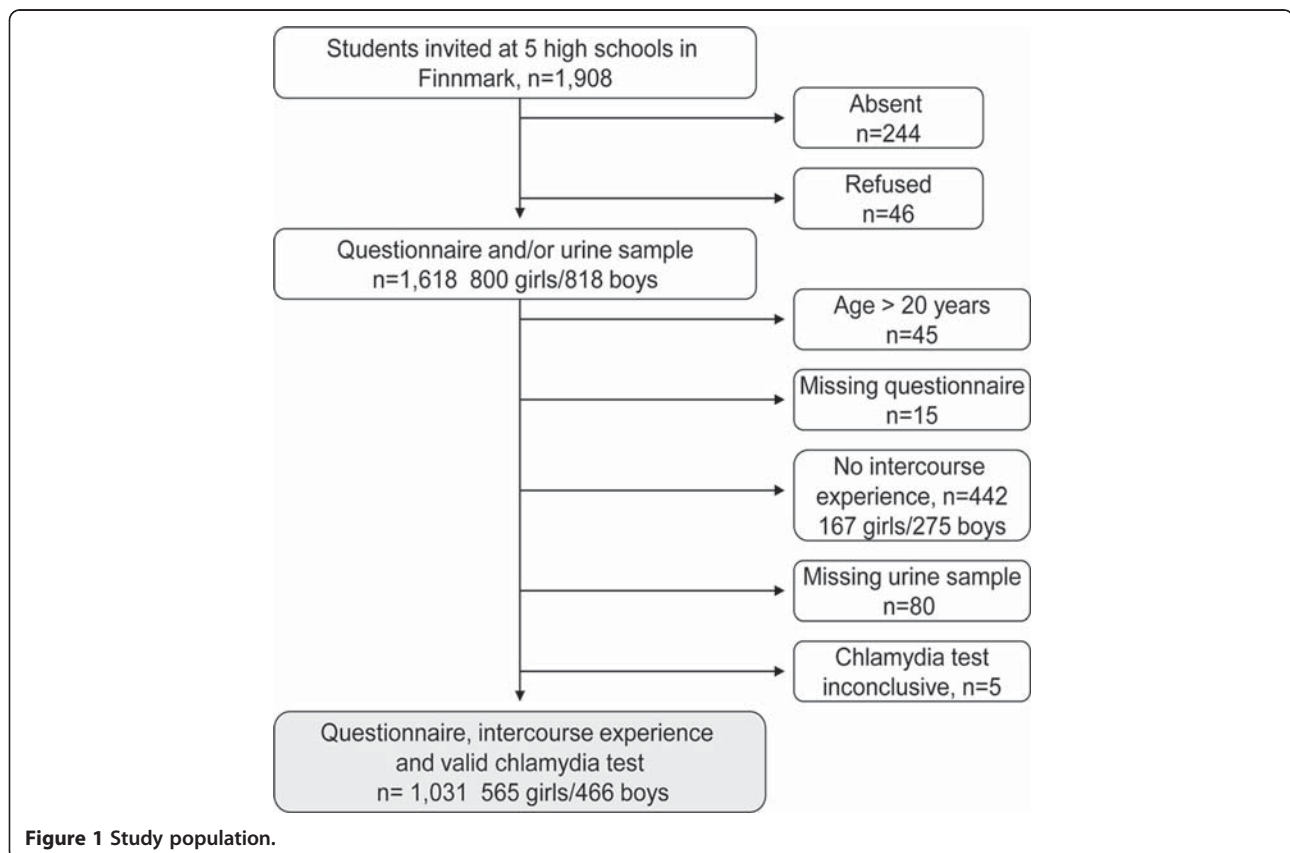 Students invited at 5 high schools in
Finnmark, n=1,908
Absent
n=244
Refused
n=46
Questionnaire and/or urine sample
n=1,618 800 girls/818 boys
Age > 20 years
n=45
Missing questionnaire
n=15
No intercourse
experience, n=442
167 girls/275 boys
Missing urine sample
n=80
Chlamydia test
inconclusive, n=5
Questionnaire, intercourse experience
and valid chlamydia test
n= 1,031 565 girls/466 boys
Figure 1 Study population.